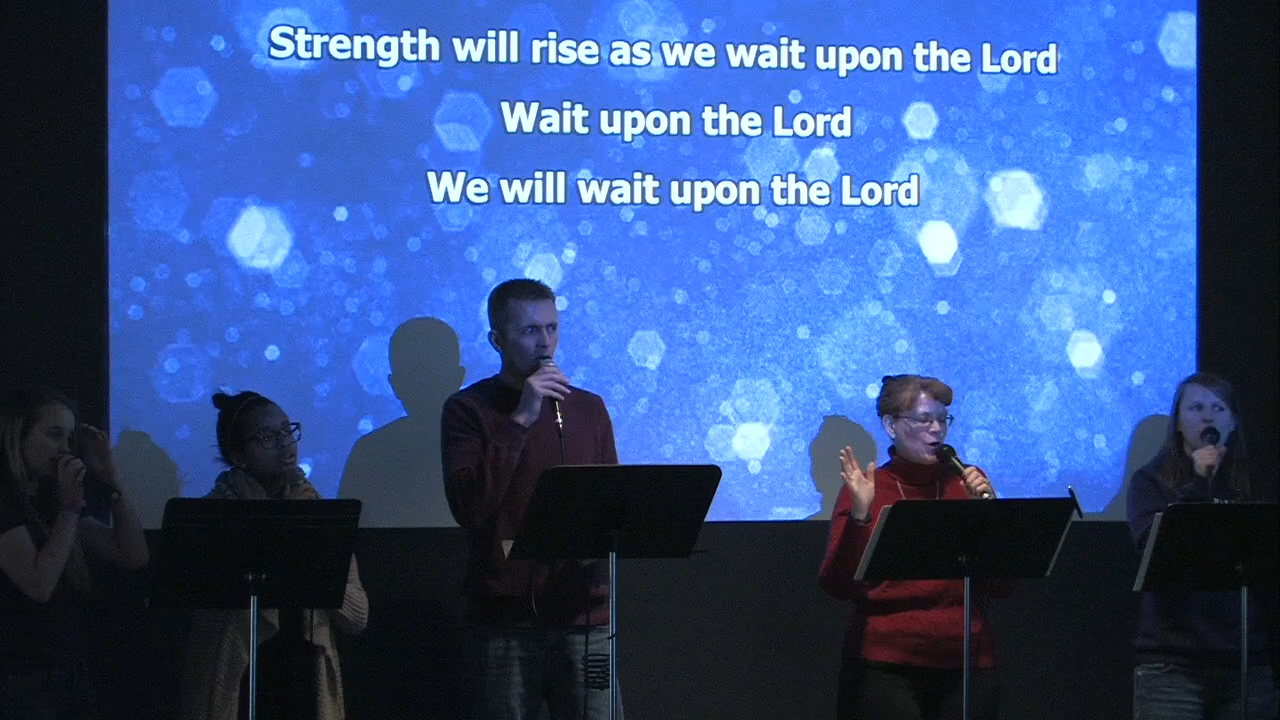 Strength will rise as we wait upon the Lord
Wait upon the Lord
We will wait upon the Lord